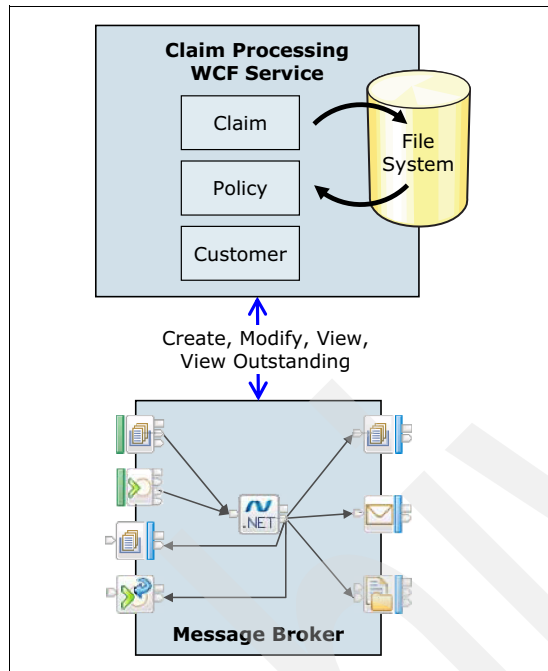 Claim Processing
WCF Service
Claim
File
System
Policy
Customer
Create, Modify, View,
View Outstanding
.NET
Message Broker